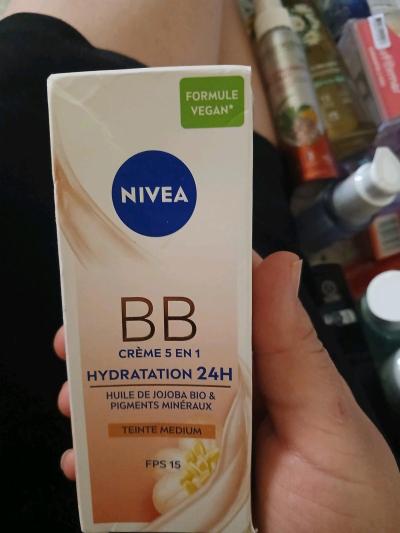 FORMULE
VEGAN*
NIVEA
BB
CRÈME 5 EN 1
HYDRATATION 24H
HUILE DE JOJOBA BIO &
PIGMENTS MINÉRAUX
TEINTE MEDIUM
FPS 15